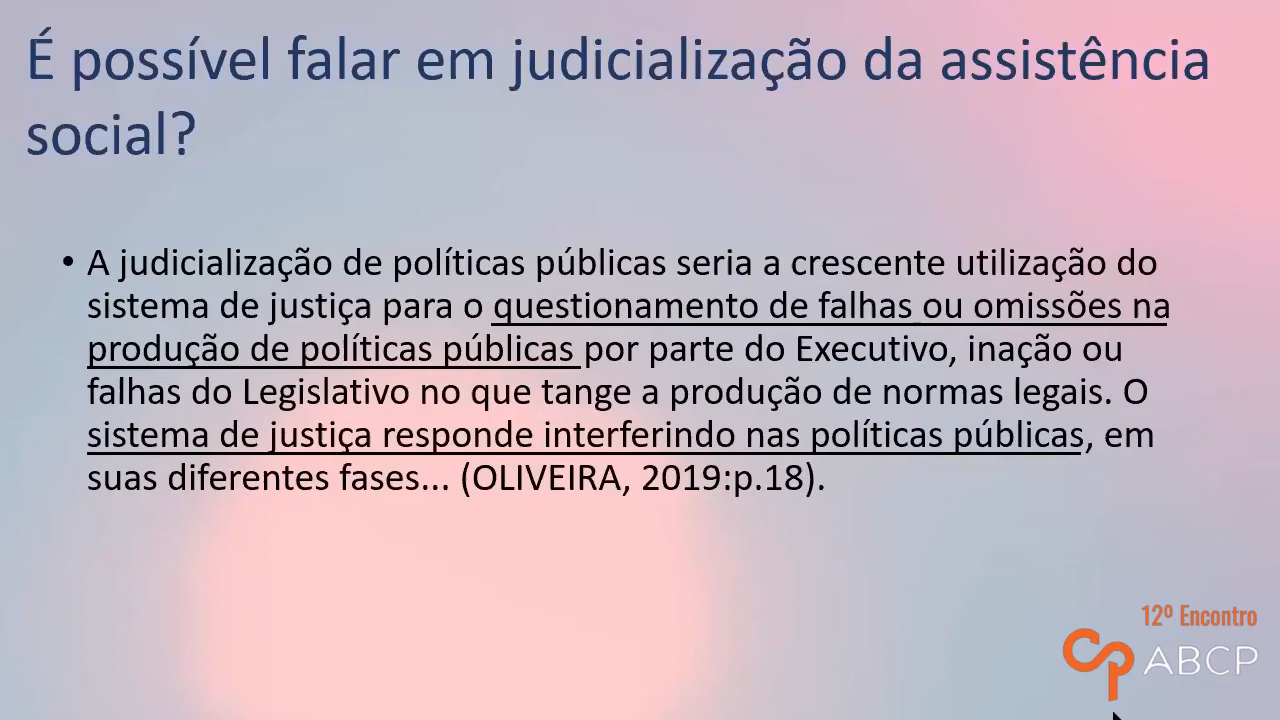 É possível falar em judicialização da assistência
social?
• A judicialização de políticas públicas seria a crescente utilização do
sistema de justiça para o questionamento de falhas ou omissões na
produção de políticas públicas por parte do Executivo, inação ou
falhas do Legislativo no que tange a produção de normas legais. O
sistema de justiça responde interferindo nas políticas públicas, em
suas diferentes fases... (OLIVEIRA, 2019:p.18).
12º Encontro
CP ABCP